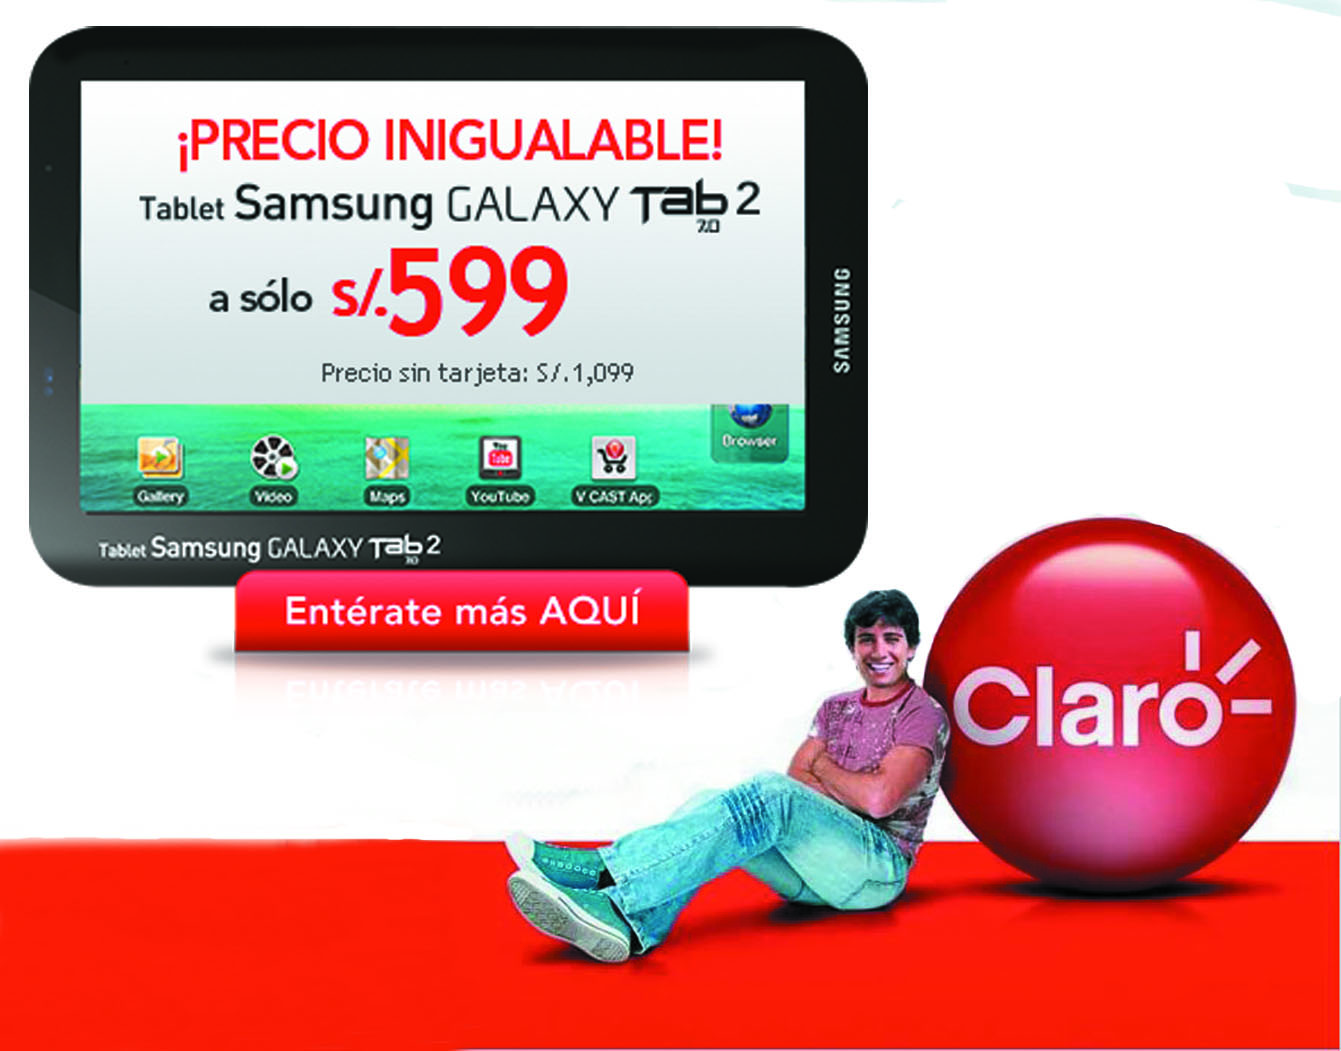 ¡PRECIO INIGUALABLE!
Tablet Samsung GALAXY Tab 2
7.0
a sólo S/.599
Precio sin tarjeta: S/.1,099
SAMSUNG
Browser
Gallery Video Maps YouTube V CAST App
Tablet Samsung GALAXY Tab 2
7.0
Entérate más AQUÍ
Claro